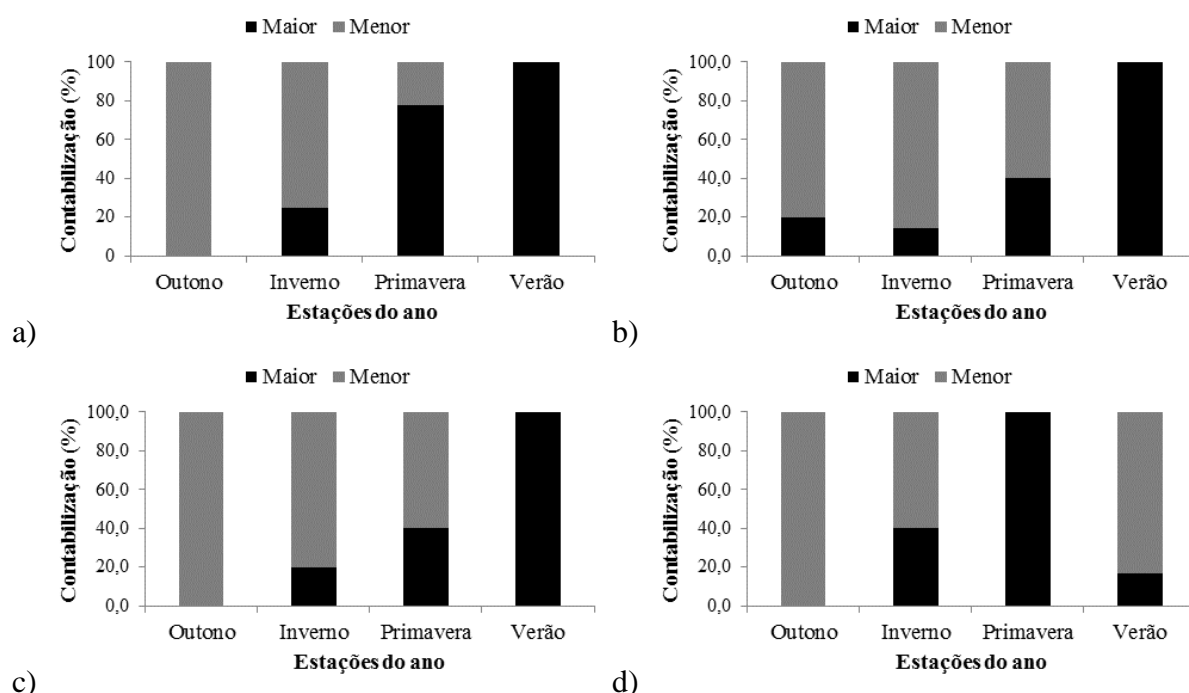 ■ Maior ■ Menor
Contabilização (%)
100
80
60
40
20
0
Outono Inverno Primavera Verão
Estações do ano
a)
■ Maior ■ Menor
Contabilização (%)
100,0
80,0
60,0
40,0
20,0
0,0
Outono Inverno Primavera Verão
Estações do ano
b)
■ Maior ■ Menor
Contabilização (%)
100,0
80,0
60,0
40,0
20,0
0,0
Outono Inverno Primavera Verão
Estações do ano
c)
■ Maior ■ Menor
Contabilização (%)
100,0
80,0
60,0
40,0
20,0
0,0
Outono Inverno Primavera Verão
Estações do ano
d)